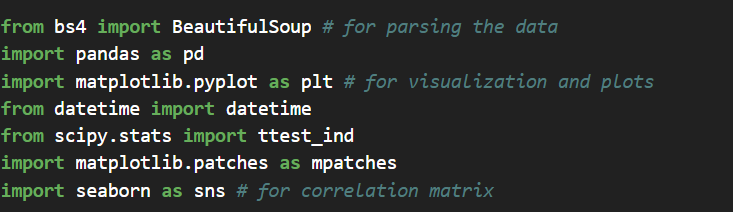 from bs4 import BeautifulSoup # for parsing the data
import pandas as pd
import matplotlib.pyplot as plt # for visualization and plots
from datetime import datetime
from scipy.stats import ttest_ind
import matplotlib.patches as mpatches
import seaborn as sns # for correlation matrix